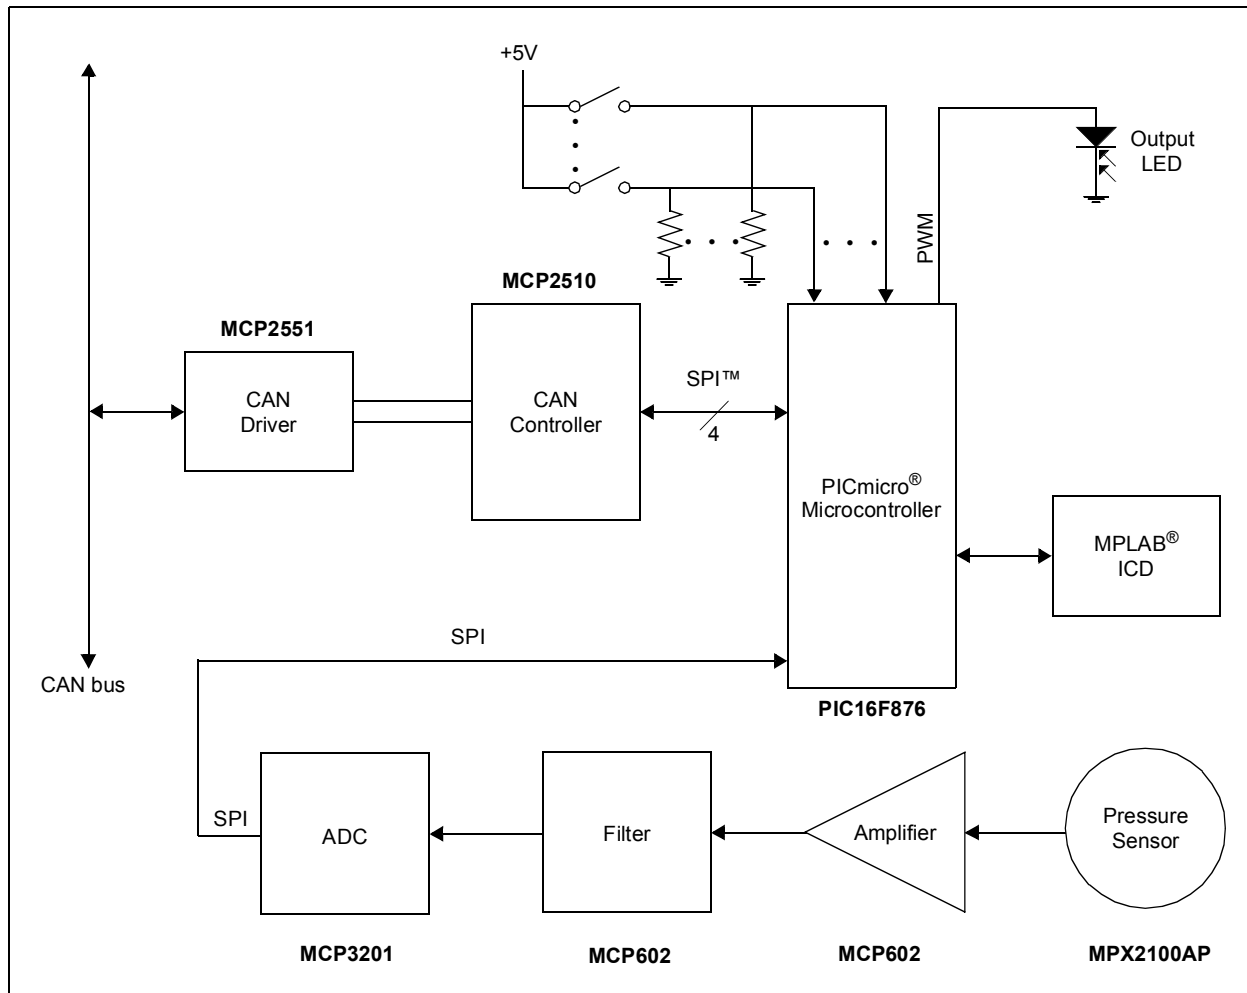 +5V
Output
LED
PWM
MCP2510
MCP2551
CAN
Driver
CAN
Controller
SPI™
4
PICmicro®
Microcontroller
MPLAB®
ICD
SPI
CAN bus
PIC16F876
SPI
ADC
Filter
Amplifier
Pressure
Sensor
MCP3201
MCP602
MCP602
MPX2100AP